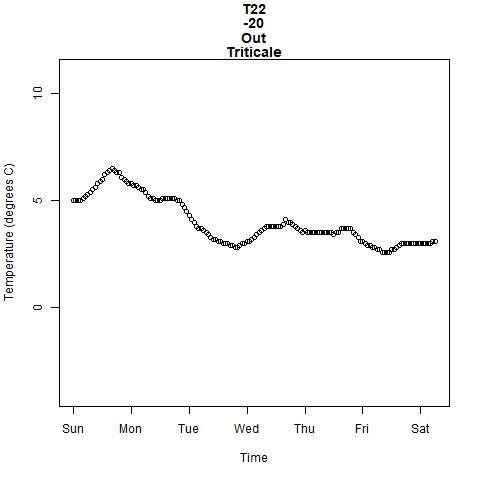 T22
-20
Out
Triticale
Temperature (degrees C)
10
5
0
Sun Mon Tue Wed Thu Fri Sat
Time